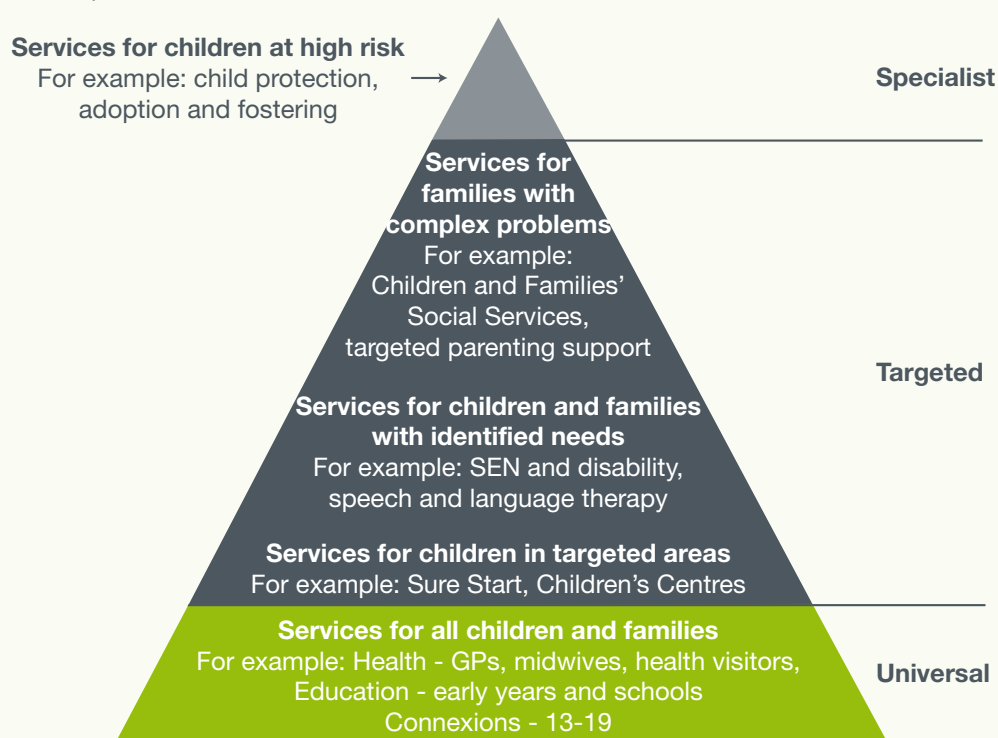 Services for children at high risk
For example: child protection,
adoption and fostering
Specialist
Services for
families with
complex problems
For example:
Children and Families’
Social Services,
targeted parenting support
Targeted
Services for children and families
with identified needs
For example: SEN and disability,
speech and language therapy
Services for children in targeted areas
For example: Sure Start, Children’s Centres
Services for all children and families
For example: Health - GPs, midwives, health visitors,
Education - early years and schools
Connexions - 13-19
Universal